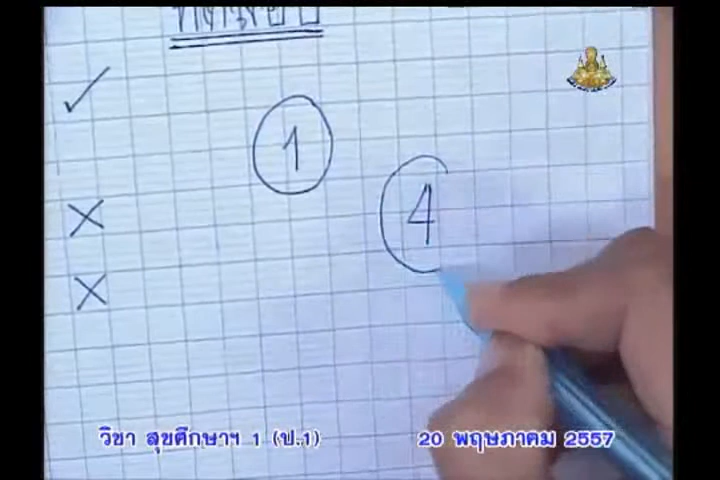 ✓
1
4
×
×
วิชา สุขศึกษาฯ 1 (ป.1)
20 พฤษภาคม 2557